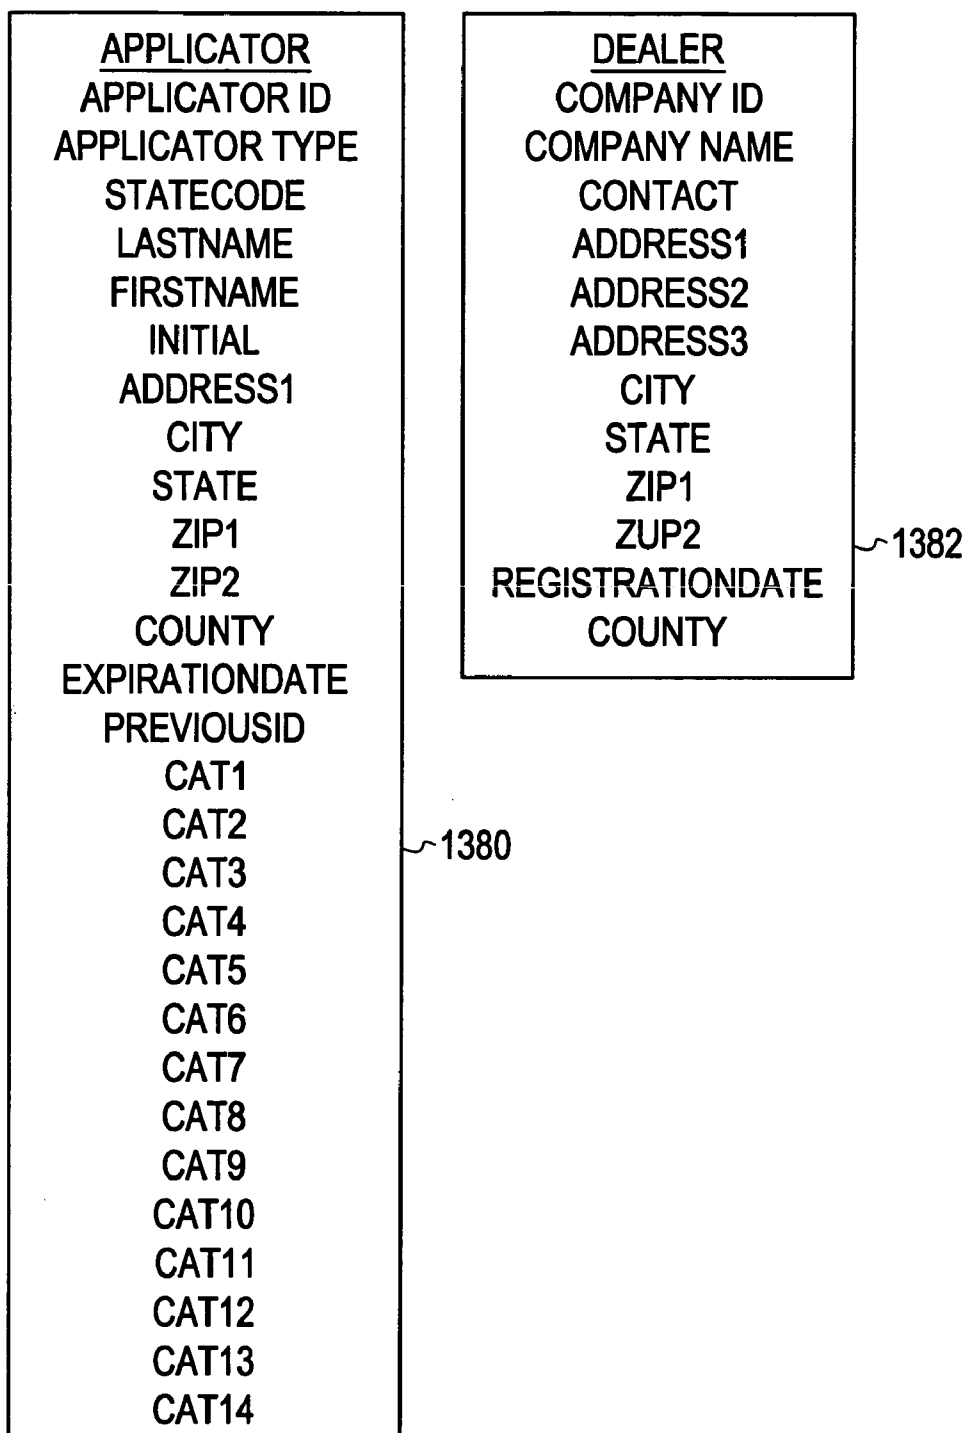 APPLICATOR
APPLICATOR ID
APPLICATOR TYPE
STATECODE
LASTNAME
FIRSTNAME
INITIAL
ADDRESS1
CITY
STATE
ZIP1
ZIP2
COUNTY
EXPIRATIONDATE
PREVIOUSID
CAT1
CAT2
CAT3
CAT4
CAT5
CAT6
CAT7
CAT8
CAT9
CAT10
CAT11
CAT12
CAT13
CAT14
1380
DEALER
COMPANY ID
COMPANY NAME
CONTACT
ADDRESS1
ADDRESS2
ADDRESS3
CITY
STATE
ZIP1
ZUP2
REGISTRATIONDATE
COUNTY
1382